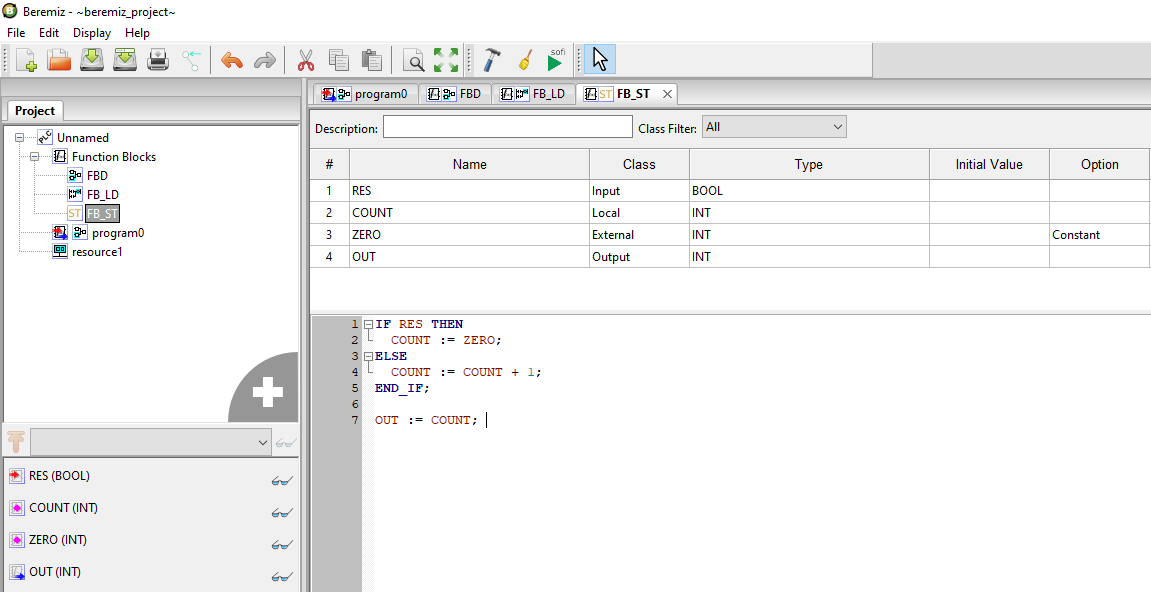 Beremiz - ~beremiz_project~
File Edit Display Help
sofi
Project
Unnamed
Function Blocks
FBD
FB_LD
ST FB_ST
program0
resource1
RES (BOOL)
COUNT (INT)
ZERO (INT)
OUT (INT)
program0 FBD FB_LD ST FB_ST
Description: Class Filter: All
# Name Class Type Initial Value Option
1 RES Input BOOL
2 COUNT Local INT
3 ZERO External INT Constant
4 OUT Output INT
1 IF RES THEN
2 COUNT := ZERO;
3 ELSE
4 COUNT := COUNT + 1;
5 END_IF;
6
7 OUT := COUNT;